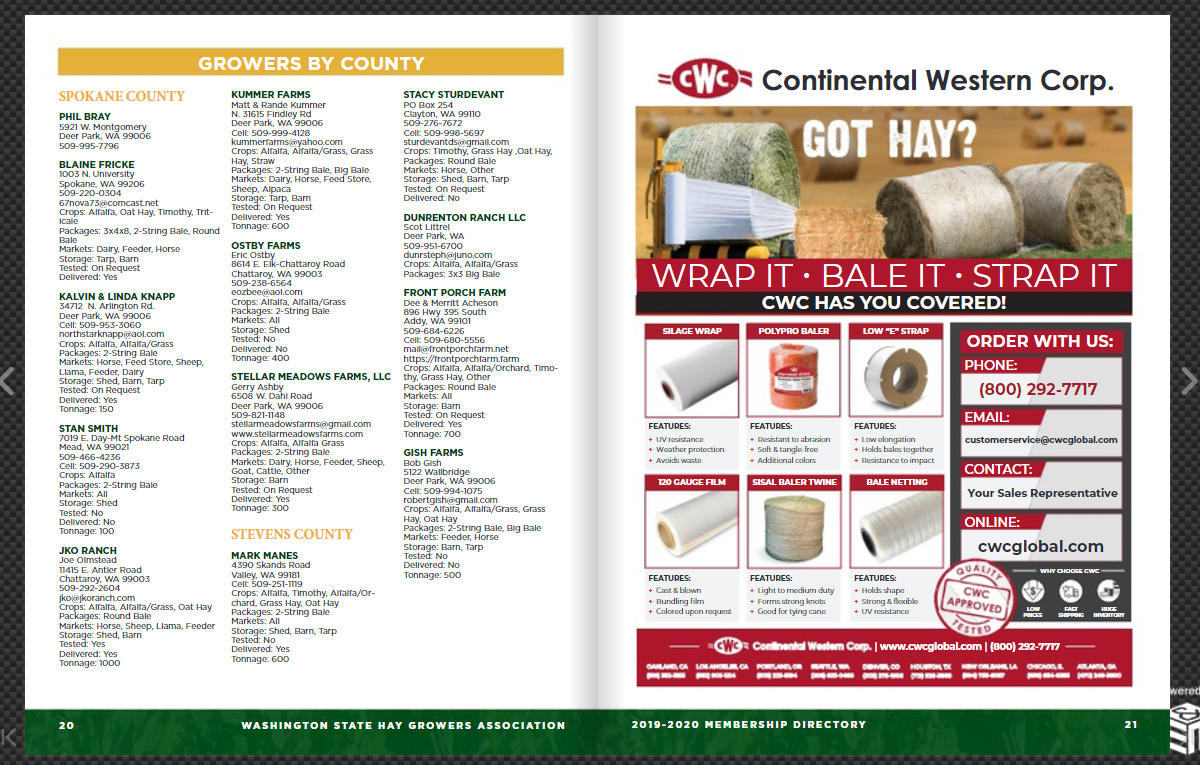 GROWERS BY COUNTY
SPOKANE COUNTY
PHIL BRAY
5921 W. Montgomery
Deer Park, WA 99006
509-995-7796
BLAINE FRICKE
1003 N. University
Spokane, WA 99206
509-220-0304
67nova73@comcast.net
Crops: Alfalfa, Oat Hay, Timothy, Trit-
icale
Packages: 3x4x8, 2-String Bale, Round
Bale
Markets: Dairy, Feeder, Horse
Storage: Tarp, Barn
Tested: On Request
Delivered: Yes
KALVIN & LINDA KNAPP
34712 N. Arlington Rd.
Deer Park, WA 99006
Cell: 509-953-3060
northstarknapp@aol.com
Crops: Alfalfa, Alfalfa/Grass
Packages: 2-String Bale
Markets: Horse, Feed Store, Sheep,
Llama, Feeder, Dairy
Storage: Shed, Barn, Tarp
Tested: On Request
Delivered: Yes
Tonnage: 150
STAN SMITH
7019 E. Day-Mt Spokane Road
Mead, WA 99021
509-466-4236
Cell: 509-290-3873
Crops: Alfalfa
Packages: 2-String Bale
Markets: All
Storage: Shed
Tested: No
Delivered: No
Tonnage: 100
JKO RANCH
Joe Olmstead
11415 E. Antler Road
Chattaroy, WA 99003
509-292-2604
jko@jkoranch.com
Crops: Alfalfa, Alfalfa/Grass, Oat Hay
Packages: Round Bale
Markets: Horse, Sheep, Llama, Feeder
Storage: Shed, Barn
Tested: Yes
Delivered: Yes
Tonnage: 1000
KUMMER FARMS
Matt & Rande Kummer
N. 31615 Findley Rd
Deer Park, WA 99006
Cell: 509-999-4128
kummerfarms@yahoo.com
Crops: Alfalfa, Alfalfa/Grass, Grass
Hay, Straw
Packages: 2-String Bale, Big Bale
Markets: Dairy, Horse, Feed Store,
Sheep, Alpaca
Storage: Tarp, Barn
Tested: On Request
Delivered: Yes
Tonnage: 600
OSTBY FARMS
Eric Ostby
8614 E. Elk-Chattaroy Road
Chattaroy, WA 99003
509-238-6564
eozbee@aol.com
Crops: Alfalfa, Alfalfa/Grass
Packages: 2-String Bale
Markets: All
Storage: Shed
Tested: No
Delivered: No
Tonnage: 400
STELLAR MEADOWS FARMS, LLC
Gerry Ashby
6508 W. Dahl Road
Deer Park, WA 99006
509-821-1148
stellarmeadowsfarms@gmail.com
www.stellarmeadowsfarms.com
Crops: Alfalfa, Alfalfa Grass
Packages: 2-String Bale
Markets: Dairy, Horse, Feeder, Sheep,
Goat, Cattle, Other
Storage: Barn
Tested: On Request
Delivered: Yes
Tonnage: 300
STEVENS COUNTY
MARK MANES
4390 Skands Road
Valley, WA 99181
Cell: 509-251-1119
Crops: Alfalfa, Timothy, Alfalfa/Or-
chard, Grass Hay, Oat Hay
Packages: 2-String Bale
Markets: All
Storage: Shed, Barn, Tarp
Tested: No
Delivered: Yes
Tonnage: 600
STACY STURDEVANT
PO Box 254
Clayton, WA 99110
509-276-7672
Cell: 509-998-5697
sturdevantds@gmail.com
Crops: Timothy, Grass Hay ,Oat Hay,
Packages: Round Bale
Markets: Horse, Other
Storage: Shed, Barn, Tarp
Tested: On Request
Delivered: No
DUNRENTON RANCH LLC
Scot Littrel
Deer Park, WA
509-951-6700
dunrsteph@juno.com
Crops: Alfalfa, Alfalfa/Grass
Packages: 3x3 Big Bale
FRONT PORCH FARM
Dee & Merritt Acheson
896 Hwy 395 South
Addy, WA 99101
509-684-6226
Cell: 509-680-5556
mail@frontporchfarm.net
https://frontporchfarm.farm
Crops: Alfalfa, Alfalfa/Orchard, Timo-
thy, Grass Hay, Other
Packages: Round Bale
Markets: All
Storage: Barn
Tested: On Request
Delivered: Yes
Tonnage: 700
GISH FARMS
Bob Gish
5122 Wallbridge
Deer Park, WA 99006
Cell: 509-994-1075
robertgish@gmail.com
Crops: Alfalfa, Alfalfa/Grass, Grass
Hay, Oat Hay
Packages: 2-String Bale, Big Bale
Markets: Feeder, Horse
Storage: Barn, Tarp
Tested: No
Delivered: No
Tonnage: 500
20
WASHINGTON STATE HAY GROWERS ASSOCIATION
CWC Continental Western Corp.
GOT HAY?
WRAP IT • BALE IT • STRAP IT
CWC HAS YOU COVERED!
SILAGE WRAP
FEATURES:
+ UV resistance
+ Weather protection
+ Avoids waste
POLYPRO BALER
FEATURES:
+ Resistant to abrasion
+ Soft & tangle-free
+ Additional colors
LOW "E" STRAP
FEATURES:
+ Low elongation
+ Holds bales together
+ Resistance to impact
120 GAUGE FILM
FEATURES:
+ Cast & blown
+ Bundling film
+ Colored upon request
SISAL BALER TWINE
FEATURES:
+ Light to medium duty
+ Forms strong knots
+ Good for tying cane
BALE NETTING
FEATURES:
+ Holds shape
+ Strong & flexible
+ UV resistance
ORDER WITH US:
PHONE:
(800) 292-7717
EMAIL:
customerservice@cwcglobal.com
CONTACT:
Your Sales Representative
ONLINE:
cwcglobal.com
QUALITY
CWC
APPROVED
TESTED
WHY CHOOSE CWC
LOW
PRICES
FAST
SHIPPING
HUGE
INVENTORY
CWC Continental Western Corp. | www.cwcglobal.com | (800) 292-7717
OAKLAND, CA LOS ANGELES, CA PORTLAND, OR SEATTLE, WA DENVER, CO HOUSTON, TX NEW ORLEANS, LA CHICAGO, IL ATLANTA, GA
2019-2020 MEMBERSHIP DIRECTORY
21
wered